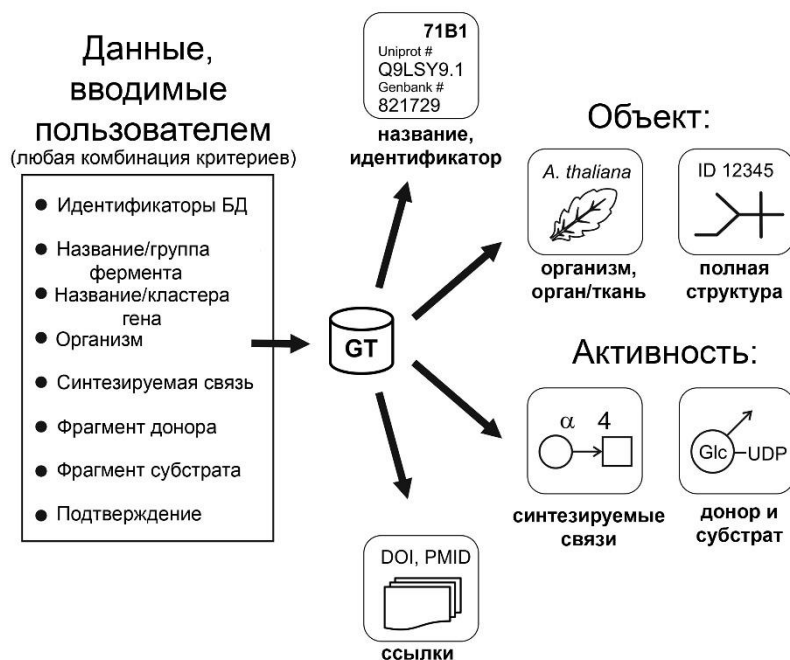 Данные,
вводимые
пользователем
(любая комбинация критериев)
● Идентификаторы БД
● Название/группа
фермента
● Название/кластера
гена
● Организм
● Синтезируемая связь
● Фрагмент донора
● Фрагмент субстрата
● Подтверждение
GT
71B1
Uniprot #
Q9LSY9.1
Genbank #
821729
название,
идентификатор
Объект:
A. thaliana
организм,
орган/ткань
ID 12345
полная
структура
Активность:
α 4
синтезируемые
связи
Glc UDP
донор и
субстрат
DOI, PMID
ссылки